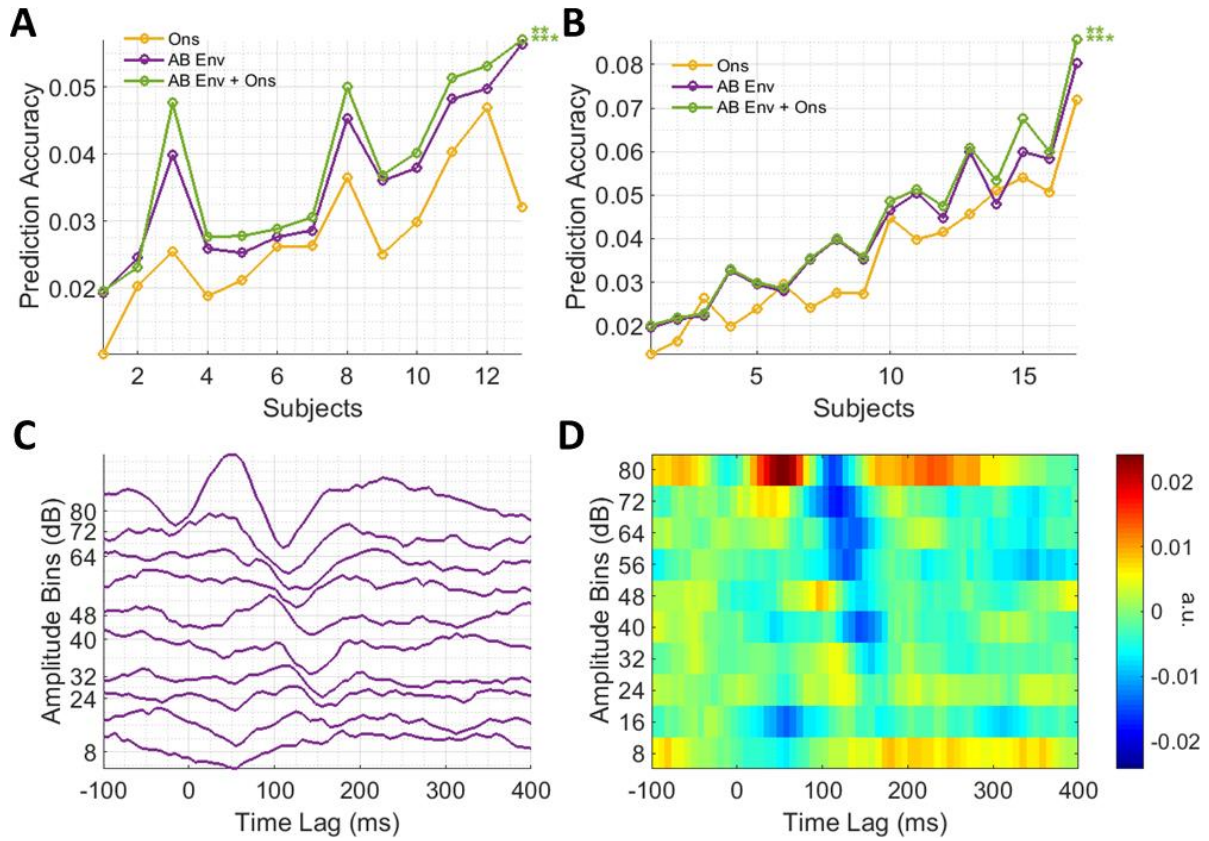 A
Ons
AB Env
AB Env + Ons
**
***
Prediction Accuracy
0.05
0.04
0.03
0.02
2 4 6 8 10 12
Subjects
B
Ons
AB Env
AB Env + Ons
**
***
Prediction Accuracy
0.08
0.07
0.06
0.05
0.04
0.03
0.02
5 10 15
Subjects
C
Amplitude Bins (dB)
80
72
64
48
40
32
24
8
-100 0 100 200 300 400
Time Lag (ms)
D
Amplitude Bins (dB)
80
72
64
56
48
40
32
24
16
8
-100 0 100 200 300 400
Time Lag (ms)
0.02
0.01
0
-0.01
-0.02
a.u.